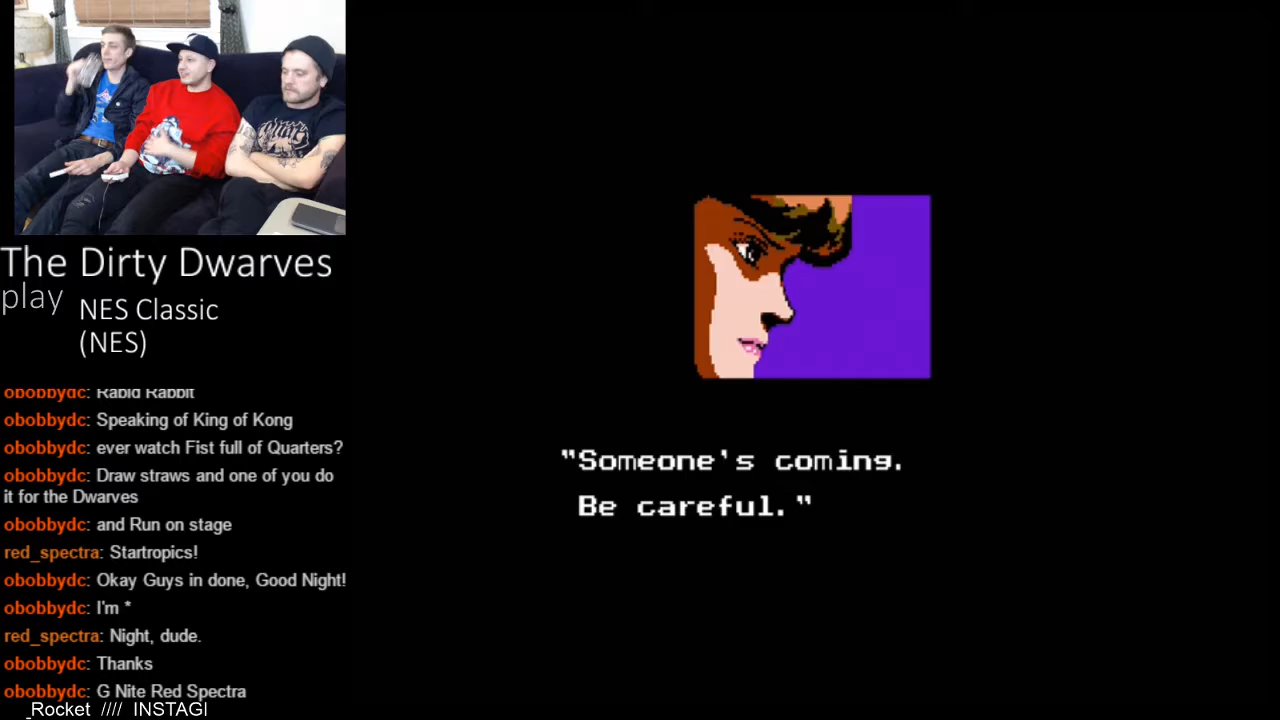 The Dirty Dwarves
play NES Classic
(NES)
obobbydc: Rabid Rabbit
obobbydc: Speaking of King of Kong
obobbydc: ever watch Fist full of Quarters?
obobbydc: Draw straws and one of you do
it for the Dwarves
obobbydc: and Run on stage
red_spectra: Startropics!
obobbydc: Okay Guys in done, Good Night!
obobbydc: I'm *
red_spectra: Night, dude.
obobbydc: Thanks
obobbydc: G Nite Red Spectra
_Rocket //// INSTAGI
"Someone's coming.
Be careful."